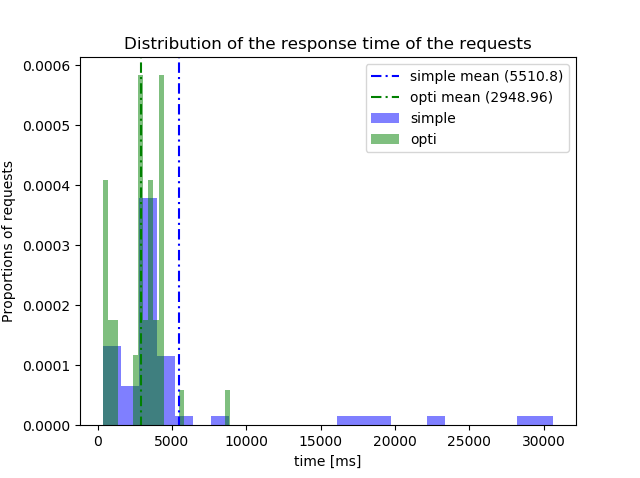 Distribution of the response time of the requests
simple mean (5510.8)
opti mean (2948.96)
simple
opti
Proportions of requests
0.0006
0.0005
0.0004
0.0003
0.0002
0.0001
0.0000
0 5000 10000 15000 20000 25000 30000
time [ms]